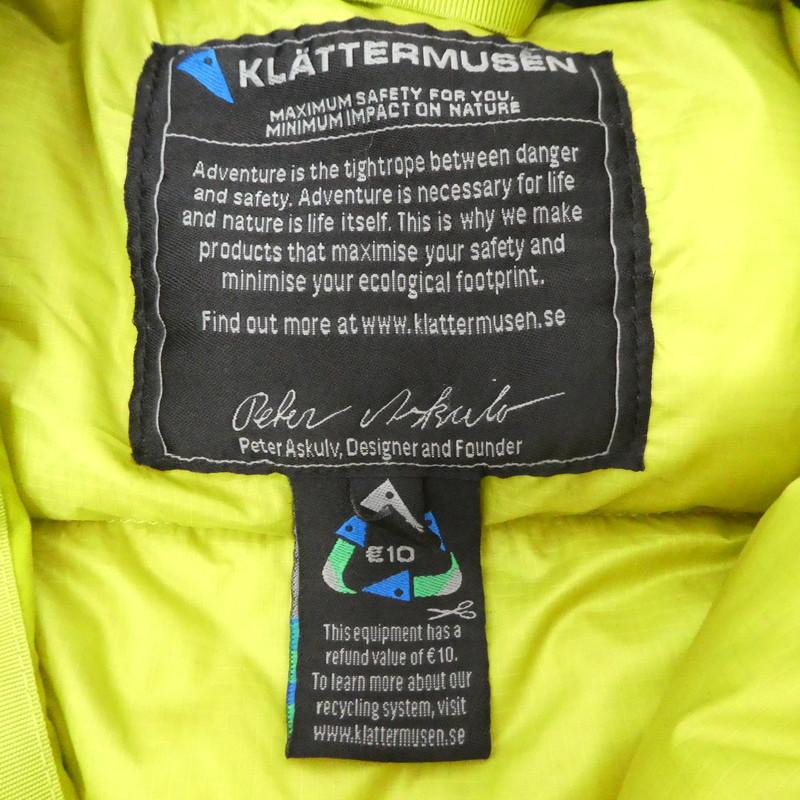 KLÄTTERMUSEN
MAXIMUM SAFETY FOR YOU,
MINIMUM IMPACT ON NATURE
Adventure is the tightrope between danger
and safety. Adventure is necessary for life
and nature is life itself. This is why we make
products that maximise your safety and
minimise your ecological footprint.
Find out more at www.klattermusen.se
Peter Askulv
Peter Askulv, Designer and Founder
€10
This equipment has a
refund value of €10.
To learn more about our
recycling system, visit
www.klattermusen.se